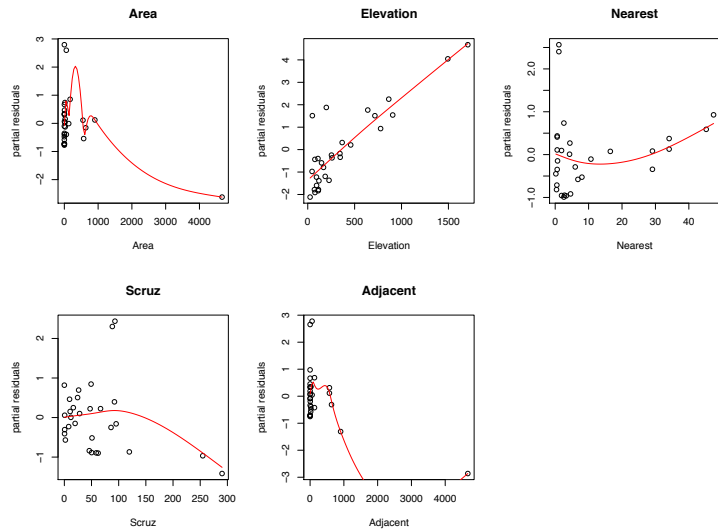 Area
Elevation
Nearest
partial residuals
3
2
1
0
−1
−2
0 1000 2000 3000 4000
Area
partial residuals
4
3
2
1
0
−1
−2
0 500 1000 1500
Elevation
partial residuals
2.0
1.0
0.0
−1.0
0 10 20 30 40
Nearest
Scruz
Adjacent
partial residuals
2
1
0
−1
0 50 100 150 200 250 300
Scruz
partial residuals
3
2
1
0
−1
−2
−3
0 1000 2000 3000 4000
Adjacent